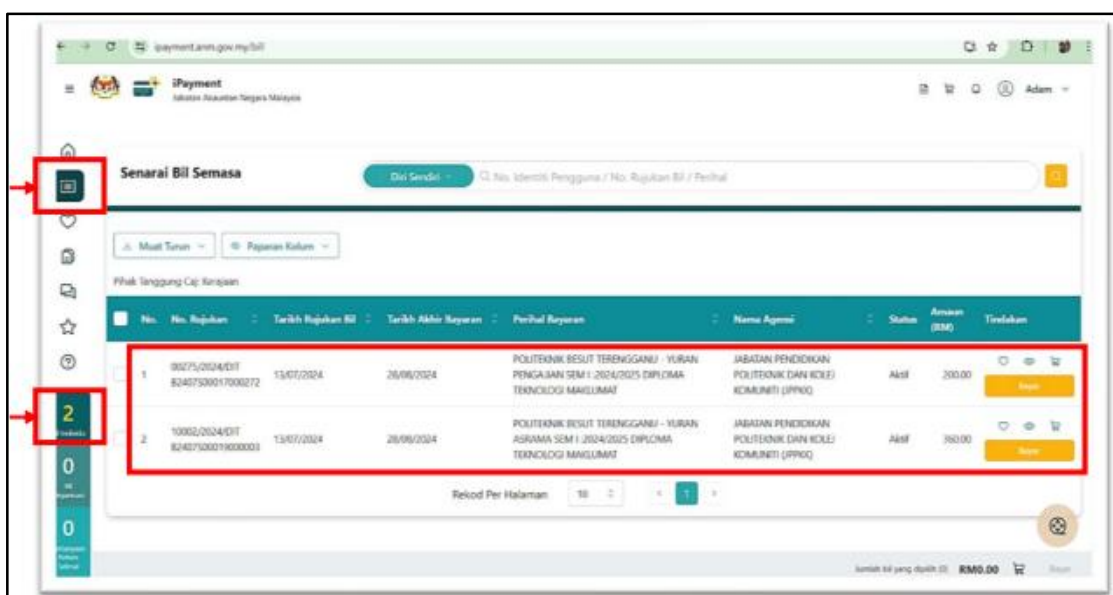 ipayment.anm.gov.my/bil
iPayment
Jabatan Akauntan Negara Malaysia
Adam
Senarai Bil Semasa
Diri Sendiri
No. Identiti Pengguna / No. Rujukan Bil / Perihal
Muat Turun
Paparan Kolum
Pihak Tanggung Caj: Kerajaan
No. No. Rujukan Tarikh Rujukan Bil Tarikh Akhir Bayaran Perihal Bayaran Nama Agensi Status Amaun (RM) Tindakan
POLITEKNIK BESUT TERENGGANU - YURAN JABATAN PENDIDIKAN
1 00275/2024/DIT 13/07/2024 28/08/2024 PENGAJIAN SEM I :2024/2025 DIPLOMA POLITEKNIK DAN KOLEJ Aktif 200.00
B2407S00017000272 TEKNOLOGI MAKLUMAT KOMUNITI (JPPKK) Bayar
POLITEKNIK BESUT TERENGGANU - YURAN JABATAN PENDIDIKAN
2 10002/2024/DIT 13/07/2024 28/08/2024 ASRAMA SEM I :2024/2025 DIPLOMA POLITEKNIK DAN KOLEJ Aktif 360.00
B2407S00019000003 TEKNOLOGI MAKLUMAT KOMUNITI (JPPKK) Bayar
2
0
0
Rekod Per Halaman 10 1
Jumlah bil yang dipilih (0) RM0.00 Bayar